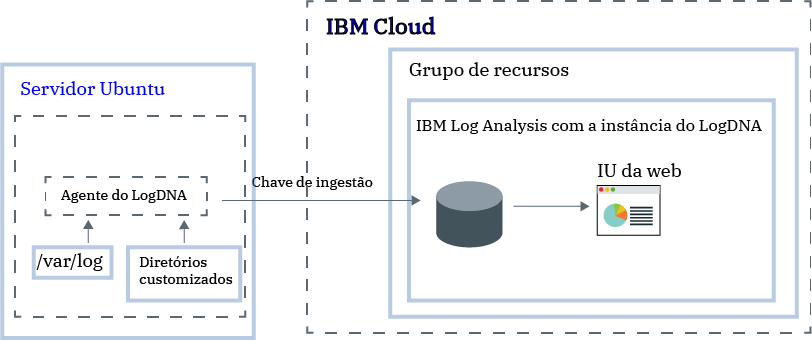 IBM Cloud
Grupo de recursos
Servidor Ubuntu
IBM Log Analysis com a instância do LogDNA
IU da web
Chave de ingestão
Agente do LogDNA
/var/log
Diretórios
customizados